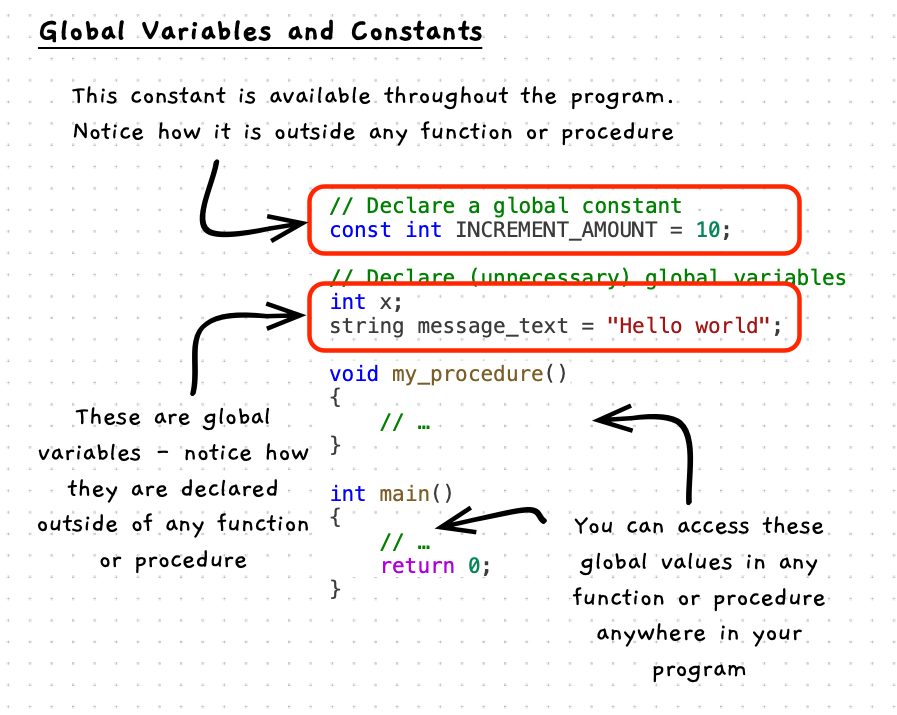 Global Variables and Constants
This constant is available throughout the program.
Notice how it is outside any function or procedure
// Declare a global constant
const int INCREMENT_AMOUNT = 10;
// Declare (unnecessary) global variables
int x;
string message_text = "Hello world";
void my_procedure()
{
// …
}
int main()
{
// …
return 0;
}
These are global
variables – notice how
they are declared
outside of any function
or procedure
You can access these
global values in any
function or procedure
anywhere in your
program